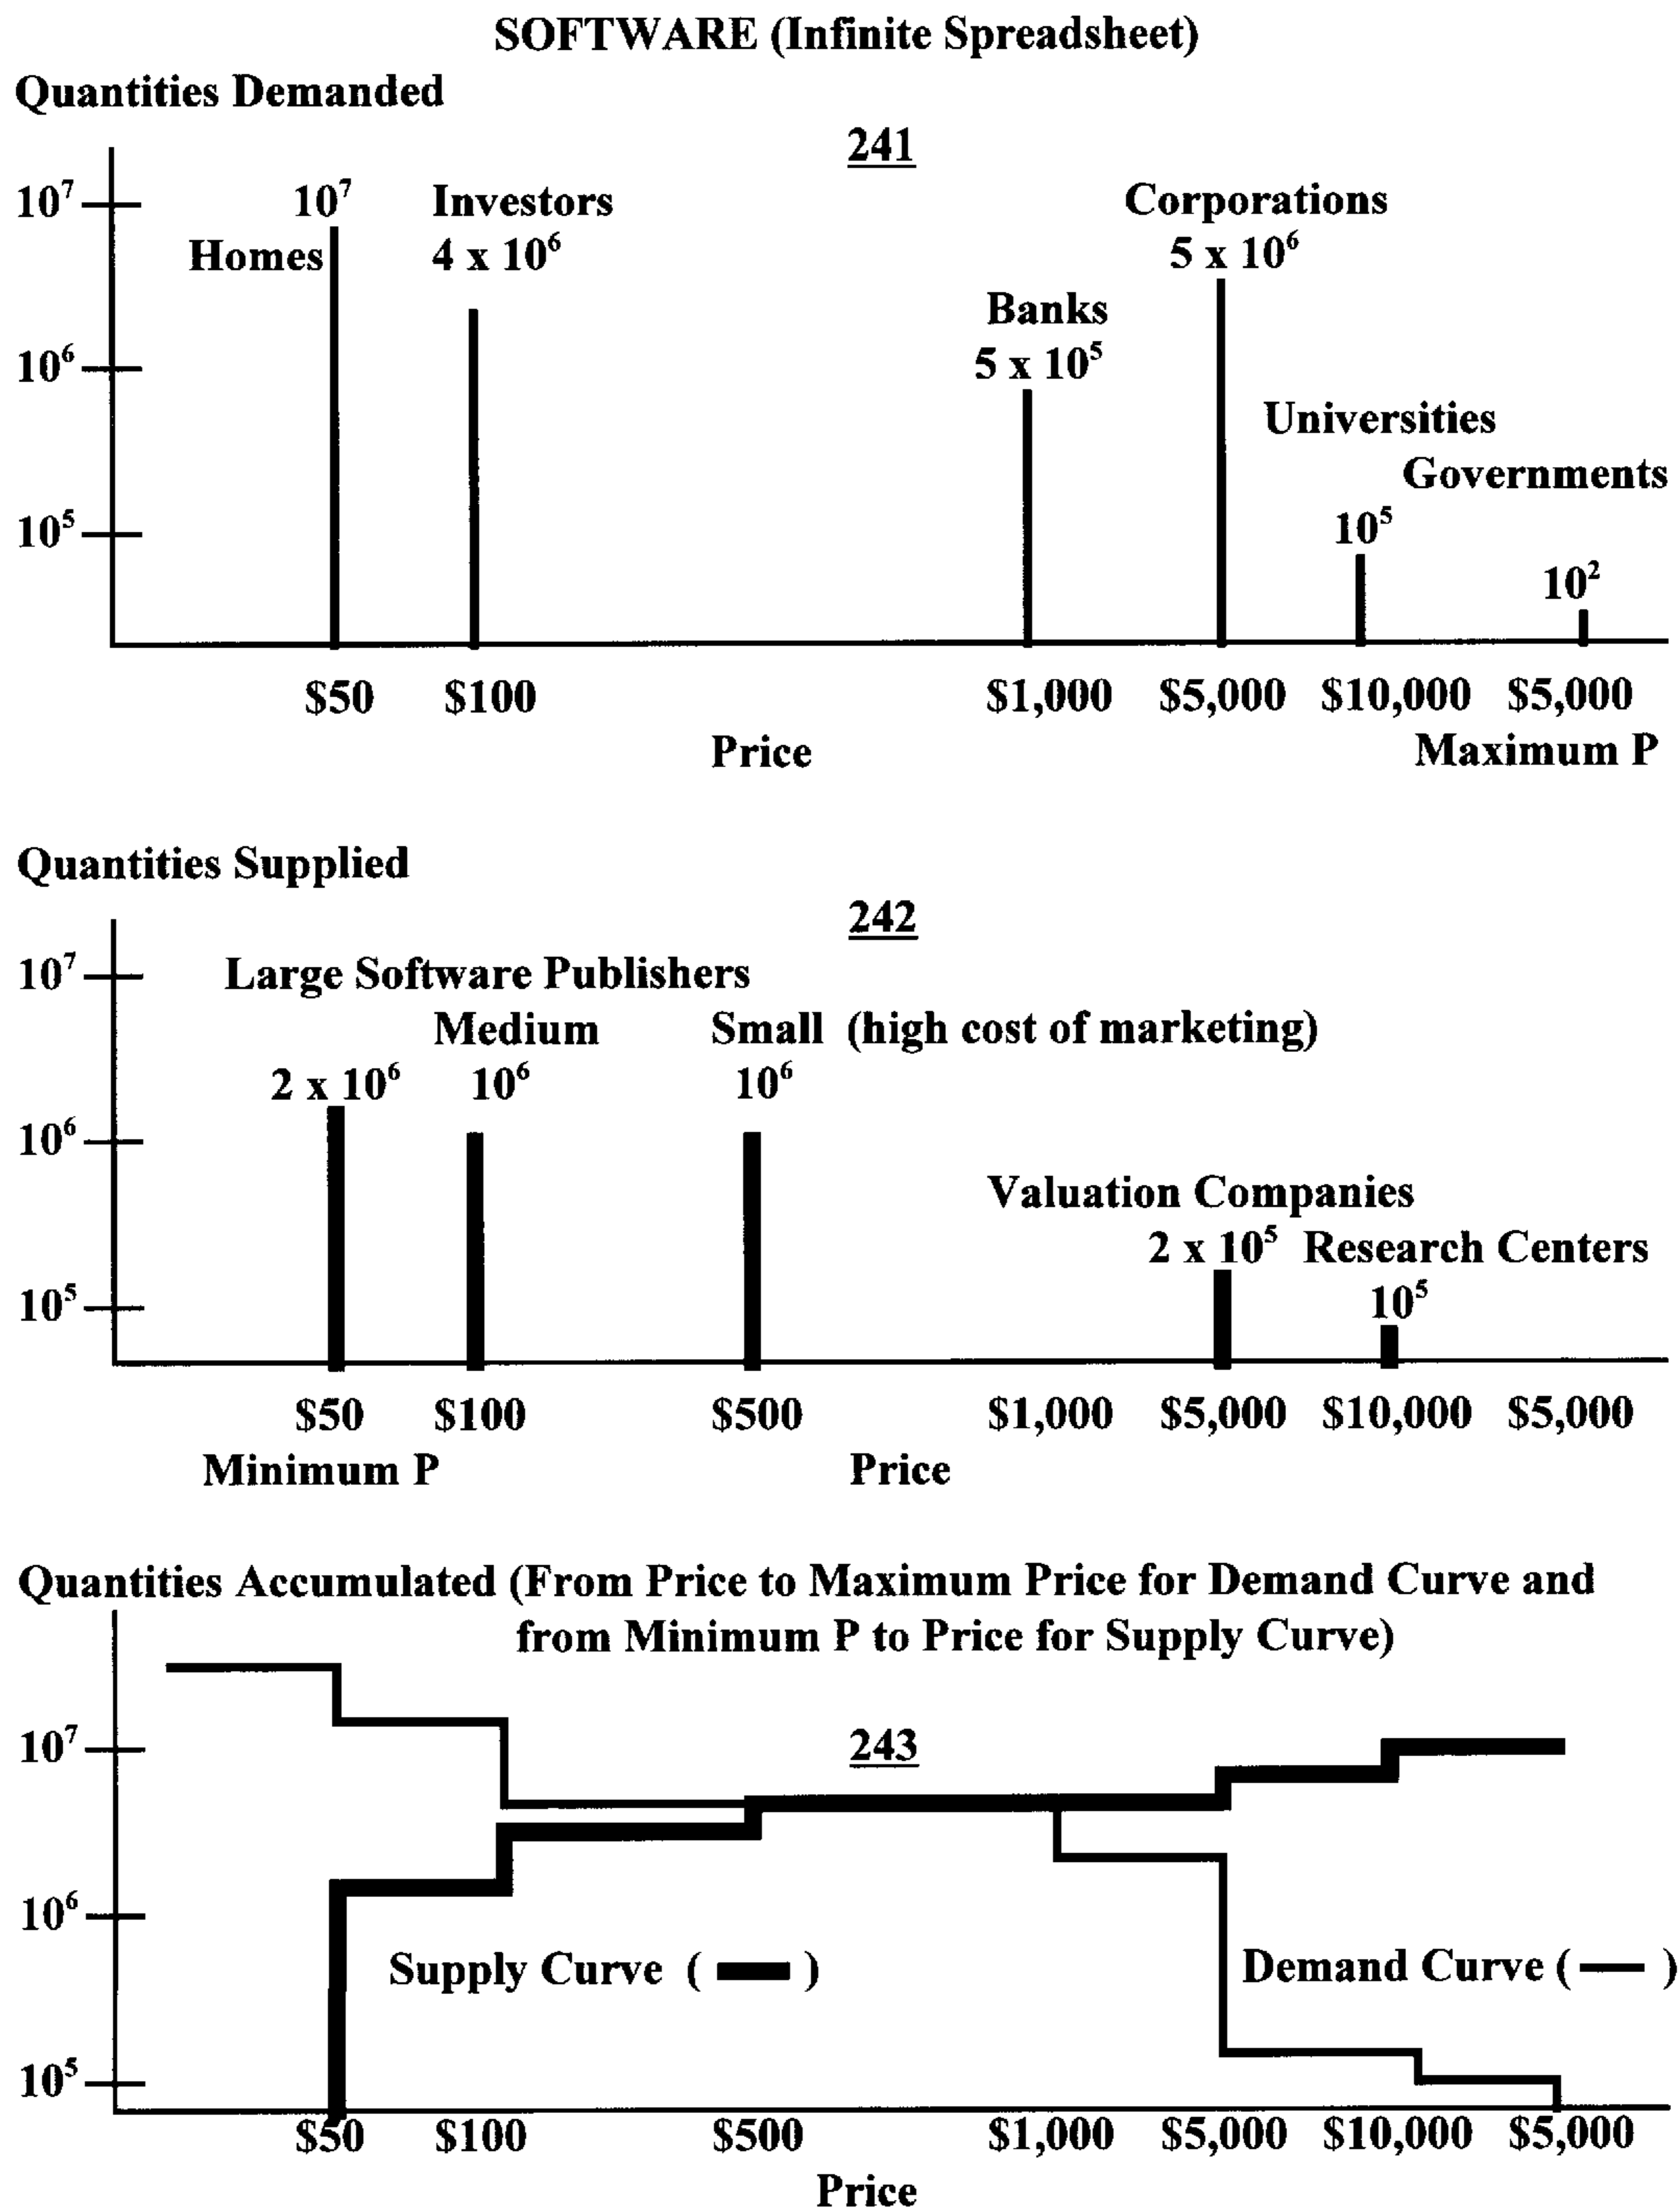 SOFTWARE (Infinite Spreadsheet)
Quantities Demanded
241
10⁷ 10⁷ Investors Corporations
Homes 4 x 10⁶ 5 x 10⁶
Banks
10⁶ 5 x 10⁵
Universities
Governments
10⁵ 10⁵
10²
$50 $100 $1,000 $5,000 $10,000 $5,000
Price Maximum P
Quantities Supplied
242
10⁷ Large Software Publishers
Medium Small (high cost of marketing)
2 x 10⁶ 10⁶ 10⁶
10⁶
Valuation Companies
2 x 10⁵ Research Centers
10⁵ 10⁵
$50 $100 $500 $1,000 $5,000 $10,000 $5,000
Minimum P Price
Quantities Accumulated (From Price to Maximum Price for Demand Curve and
from Minimum P to Price for Supply Curve)
10⁷ 243
10⁶
Supply Curve ( ) Demand Curve ( )
10⁵
$50 $100 $500 $1,000 $5,000 $10,000 $5,000
Price